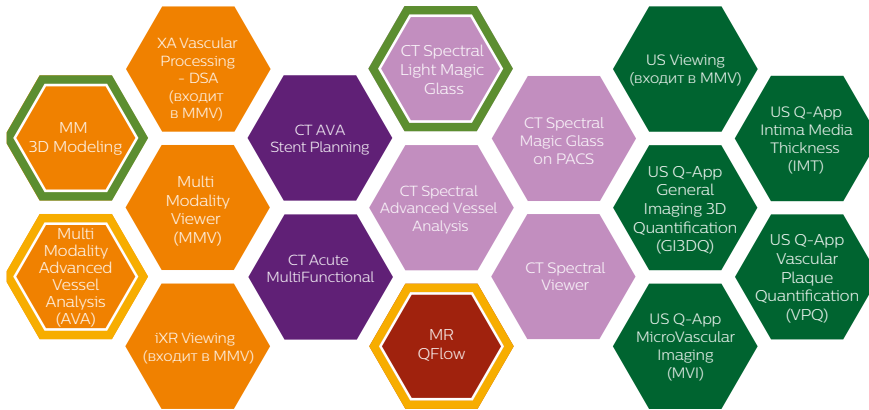 MM
3D Modeling
Multi
Modality
Advanced
Vessel
Analysis
(AVA)
XA Vascular
Processing
- DSA
(входит
в MMV)
Multi
Modality
Viewer
(MMV)
iXR Viewing
(входит в MMV)
CT AVA
Stent Planning
CT Acute
MultiFunctional
CT Spectral
Light Magic
Glass
CT Spectral
Advanced Vessel
Analysis
MR
QFlow
CT Spectral
Magic Glass
on PACS
CT Spectral
Viewer
US Viewing
(входит в MMV)
US Q-App
General
Imaging 3D
Quantification
(GI3DQ)
US Q-App
MicroVascular
Imaging
(MVI)
US Q-App
Intima Media
Thickness
(IMT)
US Q-App
Vascular
Plaque
Quantification
(VPQ)